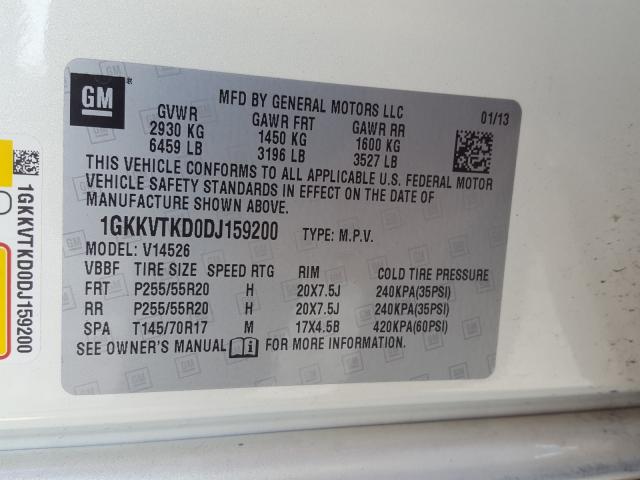 GM
MFD BY GENERAL MOTORS LLC
01/13
GVWR GAWR FRT GAWR RR
2930 KG 1450 KG 1600 KG
6459 LB 3196 LB 3527 LB
THIS VEHICLE CONFORMS TO ALL APPLICABLE U.S. FEDERAL MOTOR
VEHICLE SAFETY STANDARDS IN EFFECT ON THE DATE OF
MANUFACTURE SHOWN ABOVE.
1GKKVTKD0DJ159200 TYPE: M.P.V.
MODEL: V14526
VBBF TIRE SIZE SPEED RTG RIM COLD TIRE PRESSURE
FRT P255/55R20 H 20X7.5J 240KPA(35PSI)
RR P255/55R20 H 20X7.5J 240KPA(35PSI)
SPA T145/70R17 M 17X4.5B 420KPA(60PSI)
SEE OWNER'S MANUAL FOR MORE INFORMATION.
1GKKVTKD0DJ159200